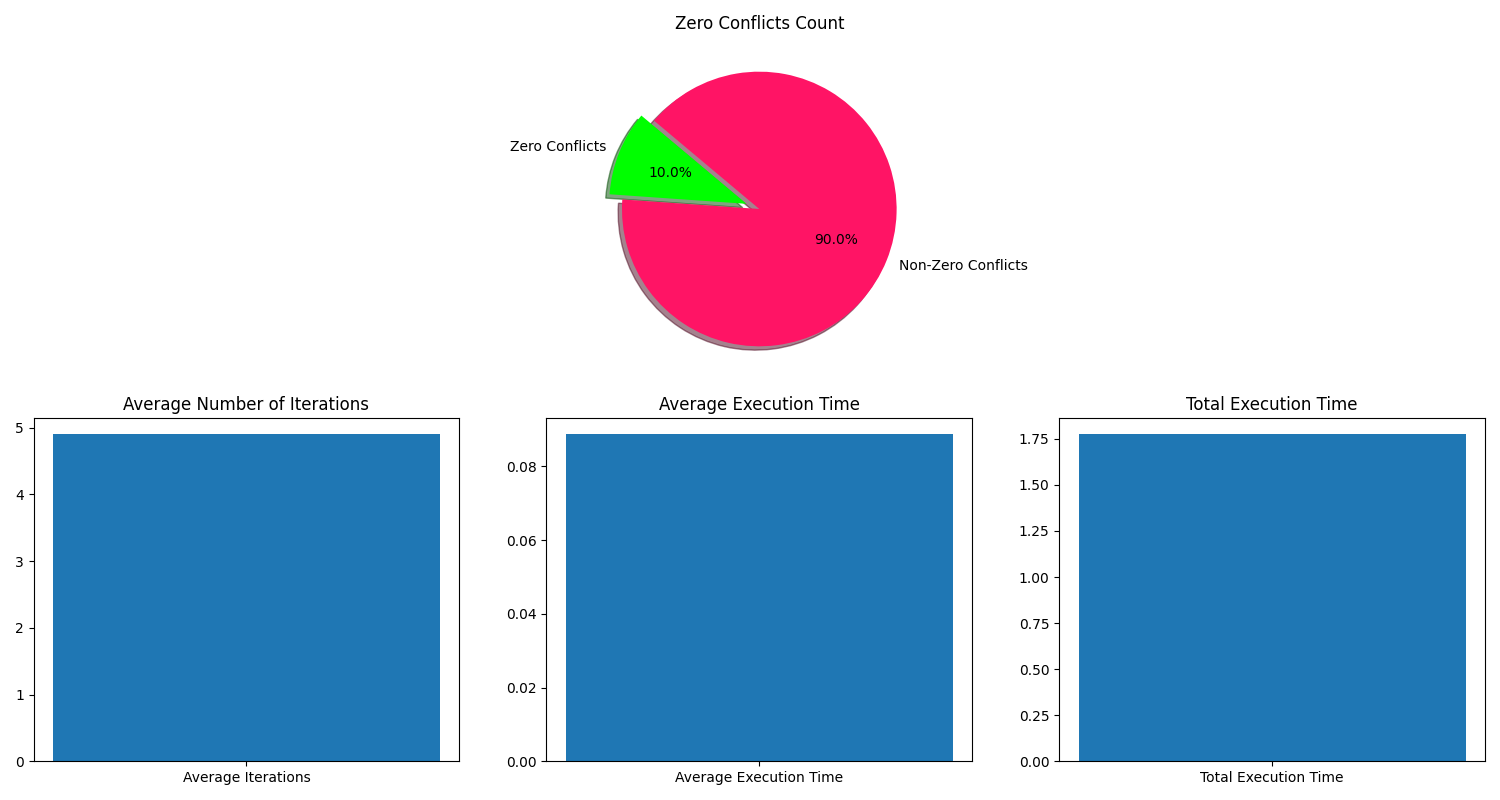 Zero Conflicts Count
Zero Conflicts
10.0%
90.0%
Non-Zero Conflicts
Average Number of Iterations
5
4
3
2
1
0
Average Iterations
Average Execution Time
0.08
0.06
0.04
0.02
0.00
Average Execution Time
Total Execution Time
1.75
1.50
1.25
1.00
0.75
0.50
0.25
0.00
Total Execution Time